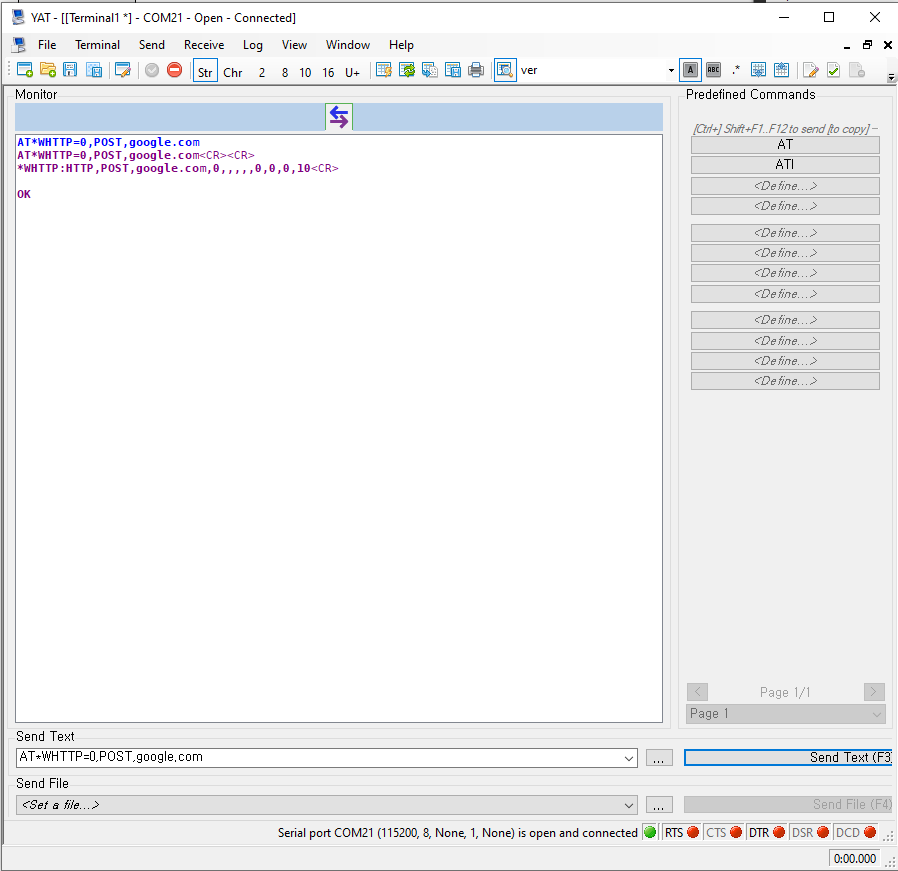 YAT - [[Terminal1 *] - COM21 - Open - Connected]
File Terminal Send Receive Log View Window Help
Str Chr 2 8 10 16 U+ ver A ABC .*
Monitor
Predefined Commands
[Ctrl+] Shift+F1..F12 to send [to copy]
AT*WHTTP=0,POST,google.com
AT*WHTTP=0,POST,google.com<CR><CR>
*WHTTP:HTTP,POST,google.com,0,,,,,0,0,0,10<CR>
OK
AT
ATI
<Define...>
<Define...>
<Define...>
<Define...>
<Define...>
<Define...>
<Define...>
<Define...>
<Define...>
<Define...>
< Page 1/1 >
Page 1
Send Text
AT*WHTTP=0,POST,google,com
...
Send Text (F3
Send File
<Set a file...>
...
Send File (F4)
Serial port COM21 (115200, 8, None, 1, None) is open and connected RTS CTS DTR DSR DCD
0:00.000